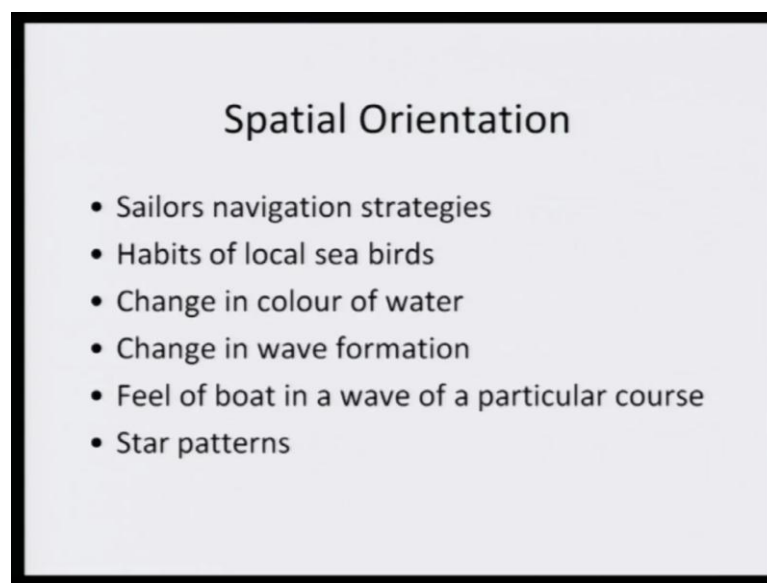 Spatial Orientation
• Sailors navigation strategies
• Habits of local sea birds
• Change in colour of water
• Change in wave formation
• Feel of boat in a wave of a particular course
• Star patterns